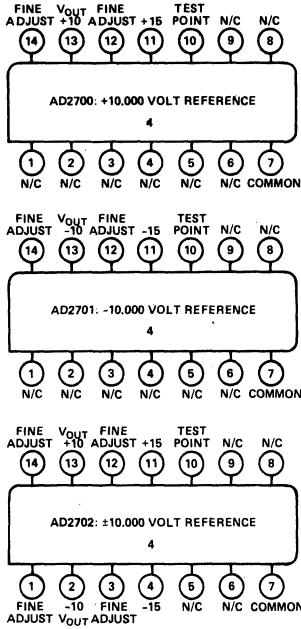 FINE VOUT FINE TEST
ADJUST +10 ADJUST +15 POINT N/C N/C
14 13 12 11 10 9 8
AD2700: +10.000 VOLT REFERENCE
4
1 2 3 4 5 6 7
N/C N/C N/C N/C N/C N/C COMMON
FINE VOUT FINE TEST
ADJUST -10 ADJUST -15 POINT N/C N/C
14 13 12 11 10 9 8
AD2701: -10.000 VOLT REFERENCE
4
1 2 3 4 5 6 7
N/C N/C N/C N/C N/C N/C COMMON
FINE VOUT FINE TEST
ADJUST +10 ADJUST +15 POINT N/C N/C
14 13 12 11 10 9 8
AD2702: ±10.000 VOLT REFERENCE
4
1 2 3 4 5 6 7
FINE -10 FINE -15 N/C N/C COMMON
ADJUST VOUT ADJUST